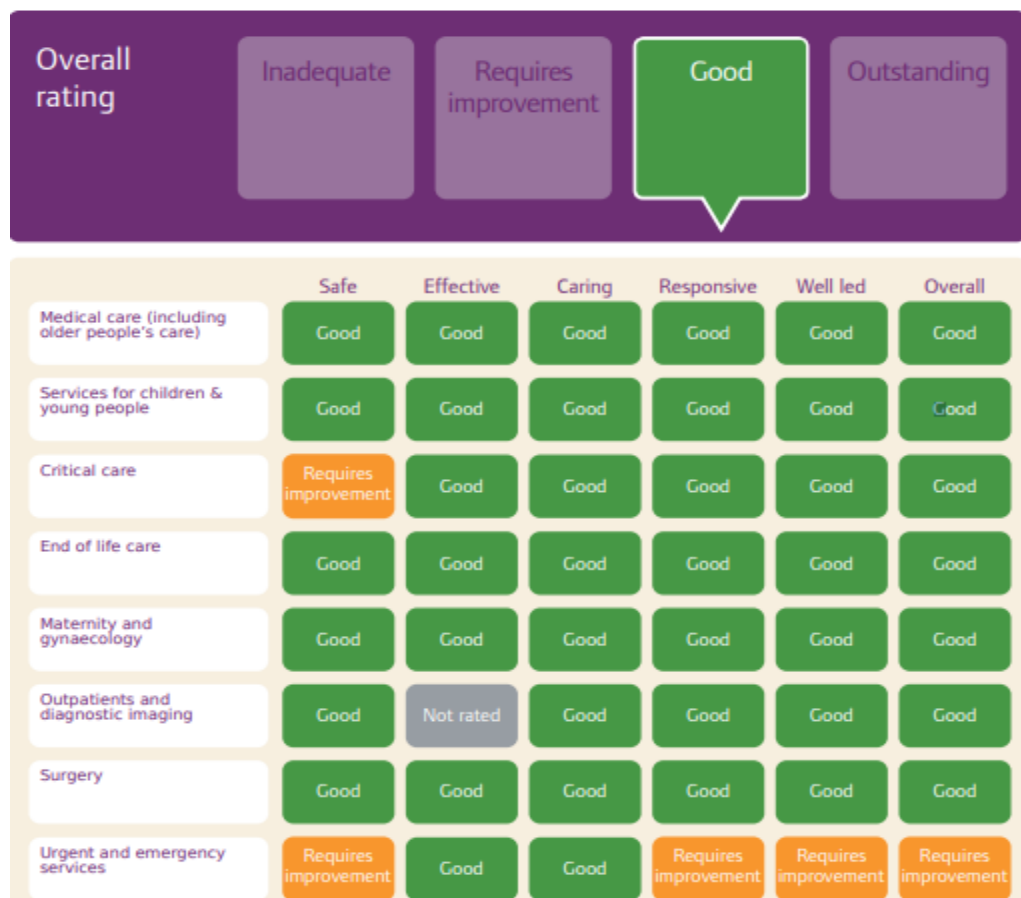 Overall
rating
Inadequate
Requires
improvement
Good
Outstanding
Safe Effective Caring Responsive Well led Overall
Medical care (including
older people's care)
Good Good Good Good Good Good
Services for children &
young people
Good Good Good Good Good Good
Critical care
Requires
improvement
Good Good Good Good Good
End of life care
Good Good Good Good Good Good
Maternity and
gynaecology
Good Good Good Good Good Good
Outpatients and
diagnostic imaging
Good Not rated Good Good Good Good
Surgery
Good Good Good Good Good Good
Urgent and emergency
services
Requires
improvement
Good Good
Requires
improvement
Requires
improvement
Requires
improvement